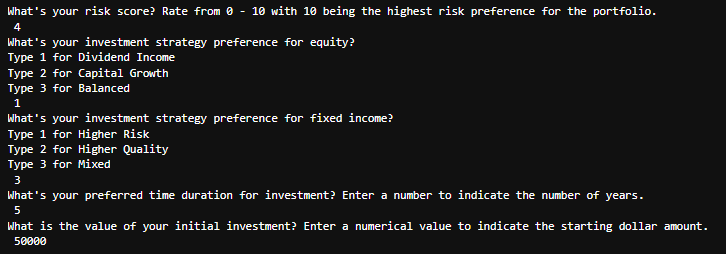 What's your risk score? Rate from 0 - 10 with 10 being the highest risk preference for the portfolio.
4
What's your investment strategy preference for equity?
Type 1 for Dividend Income
Type 2 for Capital Growth
Type 3 for Balanced
1
What's your investment strategy preference for fixed income?
Type 1 for Higher Risk
Type 2 for Higher Quality
Type 3 for Mixed
3
What's your preferred time duration for investment? Enter a number to indicate the number of years.
5
What is the value of your initial investment? Enter a numerical value to indicate the starting dollar amount.
50000